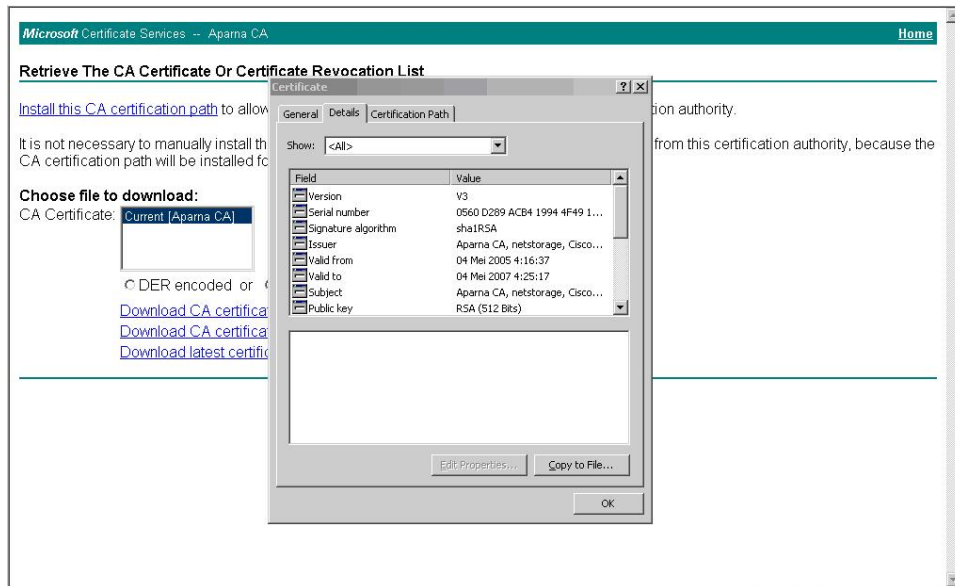 Microsoft Certificate Services -- Aparna CA Home
Retrieve The CA Certificate Or Certificate Revocation List
Install this CA certification path to allow
tion authority.
It is not necessary to manually install th
from this certification authority, because the
CA certification path will be installed fo
Choose file to download:
CA Certificate: Current [Aparna CA]
DER encoded or
Download CA certifica
Download CA certifica
Download latest certific
Certificate
General Details Certification Path
Show: <All>
Field Value
Version V3
Serial number 0560 D289 ACB4 1994 4F49 1...
Signature algorithm sha1RSA
Issuer Aparna CA, netstorage, Cisco...
Valid from 04 Mei 2005 4:16:37
Valid to 04 Mei 2007 4:25:17
Subject Aparna CA, netstorage, Cisco...
Public key RSA (512 Bits)
Edit Properties... Copy to File...
OK